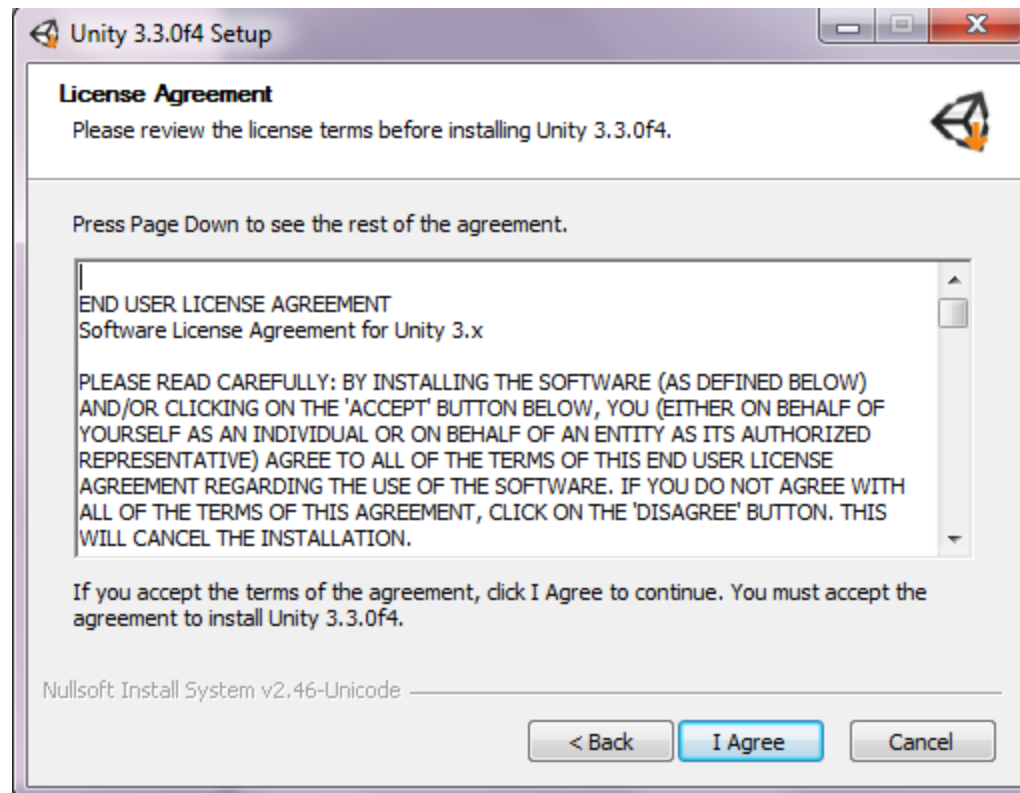 Unity 3.3.0f4 Setup
License Agreement
Please review the license terms before installing Unity 3.3.0f4.
Press Page Down to see the rest of the agreement.
END USER LICENSE AGREEMENT
Software License Agreement for Unity 3.x
PLEASE READ CAREFULLY: BY INSTALLING THE SOFTWARE (AS DEFINED BELOW)
AND/OR CLICKING ON THE 'ACCEPT' BUTTON BELOW, YOU (EITHER ON BEHALF OF
YOURSELF AS AN INDIVIDUAL OR ON BEHALF OF AN ENTITY AS ITS AUTHORIZED
REPRESENTATIVE) AGREE TO ALL OF THE TERMS OF THIS END USER LICENSE
AGREEMENT REGARDING THE USE OF THE SOFTWARE. IF YOU DO NOT AGREE WITH
ALL OF THE TERMS OF THIS AGREEMENT, CLICK ON THE 'DISAGREE' BUTTON. THIS
WILL CANCEL THE INSTALLATION.
If you accept the terms of the agreement, click I Agree to continue. You must accept the
agreement to install Unity 3.3.0f4.
Nullsoft Install System v2.46-Unicode
< Back I Agree Cancel